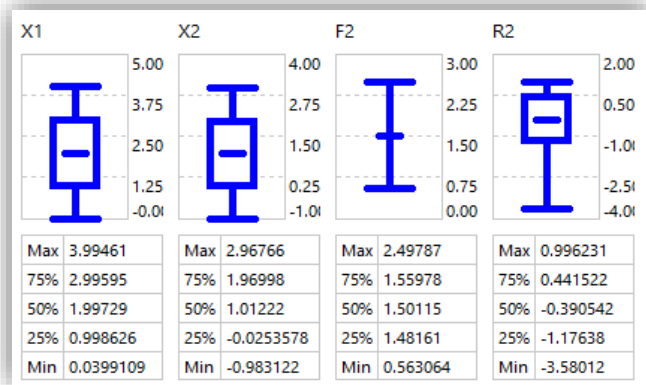 X1 X2 F2 R2
5.00 4.00 3.00 2.00
3.75 2.75 2.25 0.50
2.50 1.50 1.50 -1.00
1.25 0.25 0.75 -2.50
-0.00 -1.00 0.00 -4.00
Max 3.99461 Max 2.96766 Max 2.49787 Max 0.996231
75% 2.99595 75% 1.96998 75% 1.55978 75% 0.441522
50% 1.99729 50% 1.01222 50% 1.50115 50% -0.390542
25% 0.998626 25% -0.0253578 25% 1.48161 25% -1.17638
Min 0.0399109 Min -0.983122 Min 0.563064 Min -3.58012